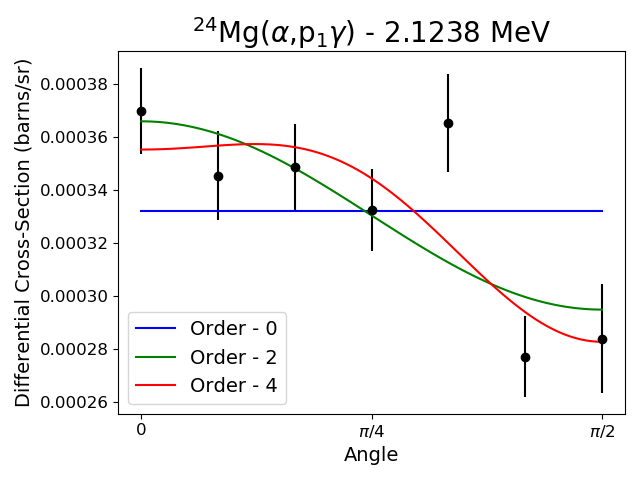 ²⁴Mg(α,p₁γ) - 2.1238 MeV
Differential Cross-Section (barns/sr)
0.00038
0.00036
0.00034
0.00032
0.00030
0.00028
0.00026
Order - 0
Order - 2
Order - 4
0
π/4
π/2
Angle